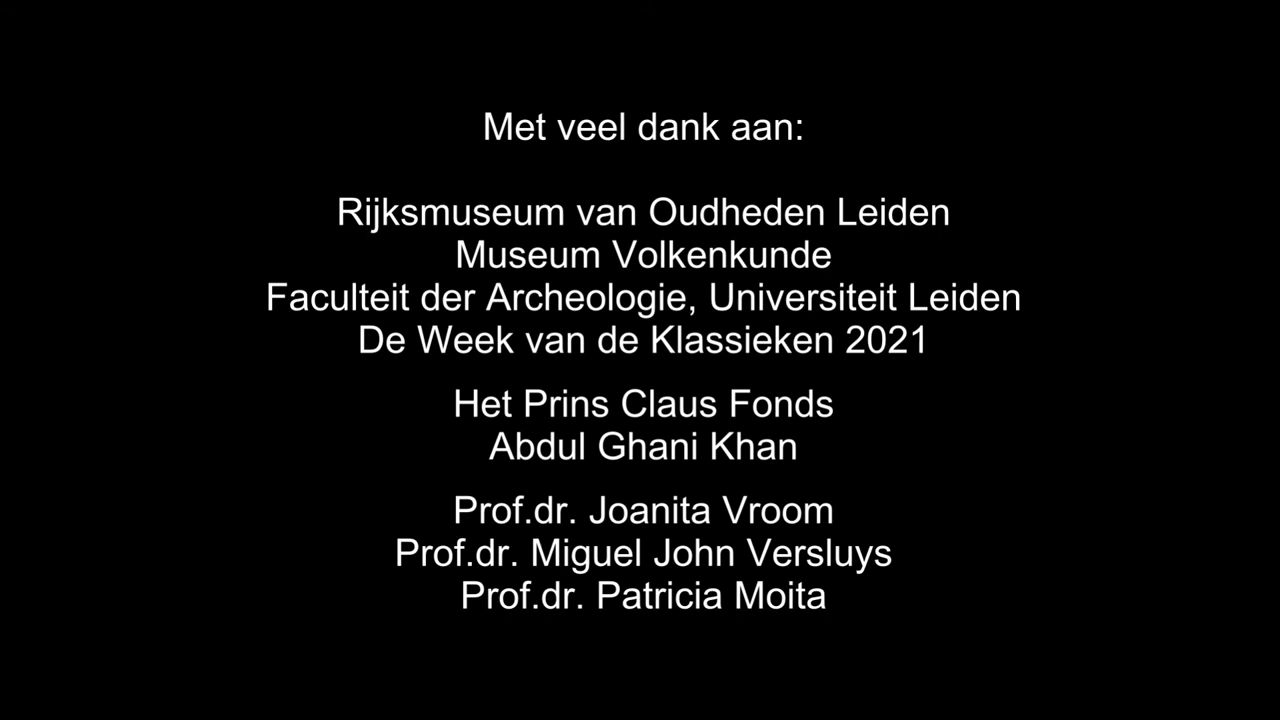 Met veel dank aan:
Rijksmuseum van Oudheden Leiden
Museum Volkenkunde
Faculteit der Archeologie, Universiteit Leiden
De Week van de Klassieken 2021
Het Prins Claus Fonds
Abdul Ghani Khan
Prof.dr. Joanita Vroom
Prof.dr. Miguel John Versluys
Prof.dr. Patricia Moita